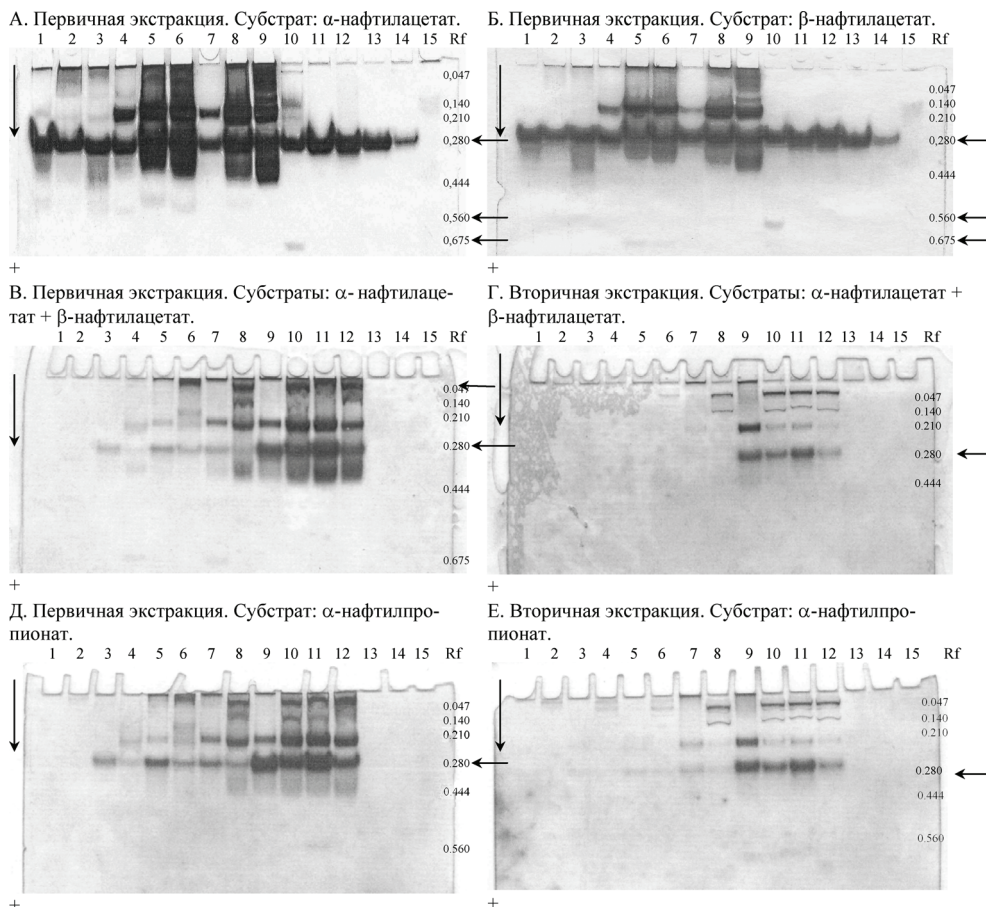 А. Первичная экстракция. Субстрат: α-нафтилацетат.
1 2 3 4 5 6 7 8 9 10 11 12 13 14 15 Rf
0,047
0,140
0,210
0,280
0,444
0,560
0,675
+
Б. Первичная экстракция. Субстрат: β-нафтилацетат.
1 2 3 4 5 6 7 8 9 10 11 12 13 14 15 Rf
0.047
0.140
0.210
0,280
0.444
0.560
0.675
+
В. Первичная экстракция. Субстраты: α- нафтилаце-
тат + β-нафтилацетат.
1 2 3 4 5 6 7 8 9 10 11 12 13 14 15 Rf
0.047
0.140
0.210
0.280
0.444
0.675
+
Г. Вторичная экстракция. Субстраты: α-нафтилацетат +
β-нафтилацетат.
1 2 3 4 5 6 7 8 9 10 11 12 13 14 15 Rf
0.047
0.140
0.210
0.280
0.444
+
Д. Первичная экстракция. Субстрат: α-нафтилпро-
пионат.
1 2 3 4 5 6 7 8 9 10 11 12 13 14 15 Rf
0.047
0.140
0.210
0.280
0.444
0.560
+
Е. Вторичная экстракция. Субстрат: α-нафтилпро-
пионат.
1 2 3 4 5 6 7 8 9 10 11 12 13 14 15 Rf
0.047
0.140
0.210
0.280
0.444
0.560
+